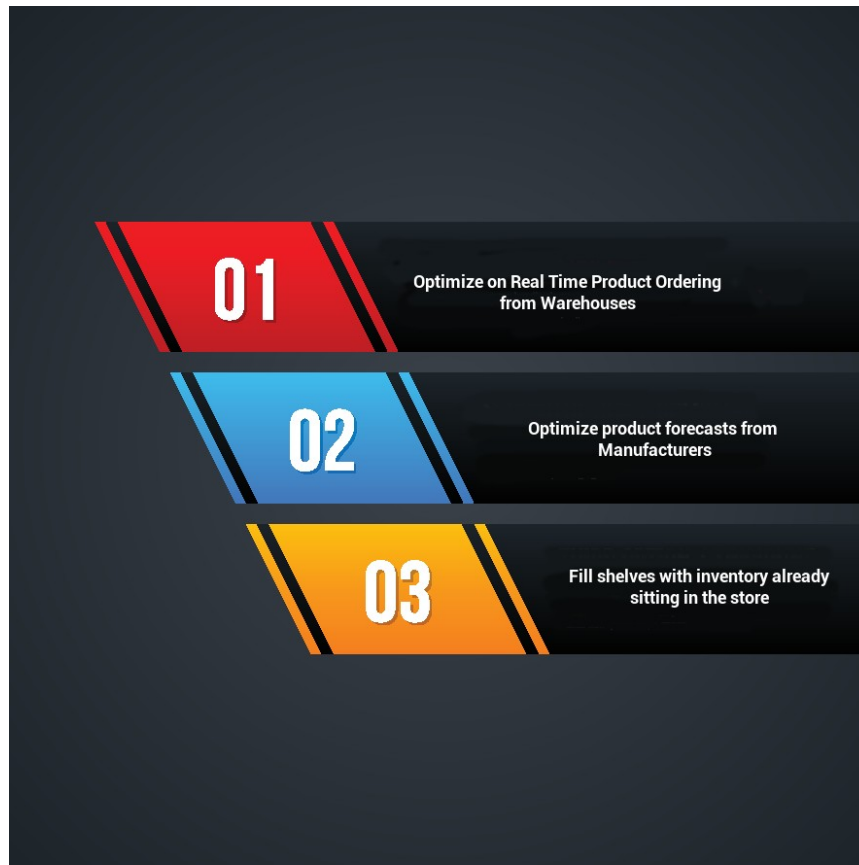 01
Optimize on Real Time Product Ordering
from Warehouses
02
Optimize product forecasts from
Manufacturers
03
Fill shelves with inventory already
sitting in the store